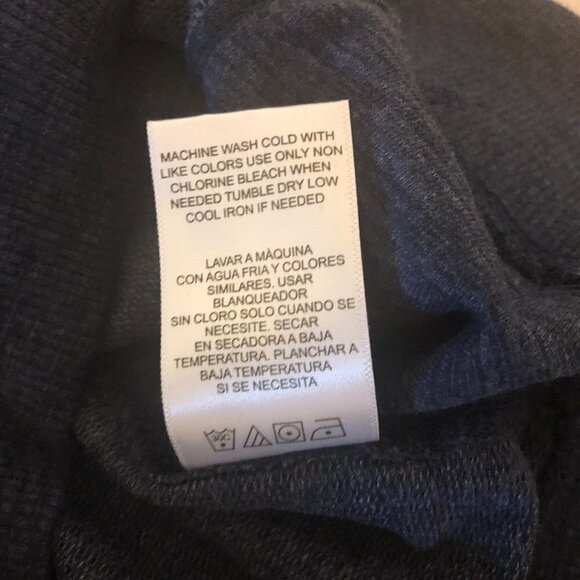 MACHINE WASH COLD WITH
LIKE COLORS USE ONLY NON
CHLORINE BLEACH WHEN
NEEDED TUMBLE DRY LOW
COOL IRON IF NEEDED
LAVAR A MÀQUINA
CON AGUA FRIA Y COLORES
SIMILARES. USAR
BLANQUEADOR
SIN CLORO SOLO CUANDO SE
NECESITE. SECAR
EN SECADORA A BAJA
TEMPERATURA. PLANCHAR A
BAJA TEMPERATURA
SI SE NECESITA
30C